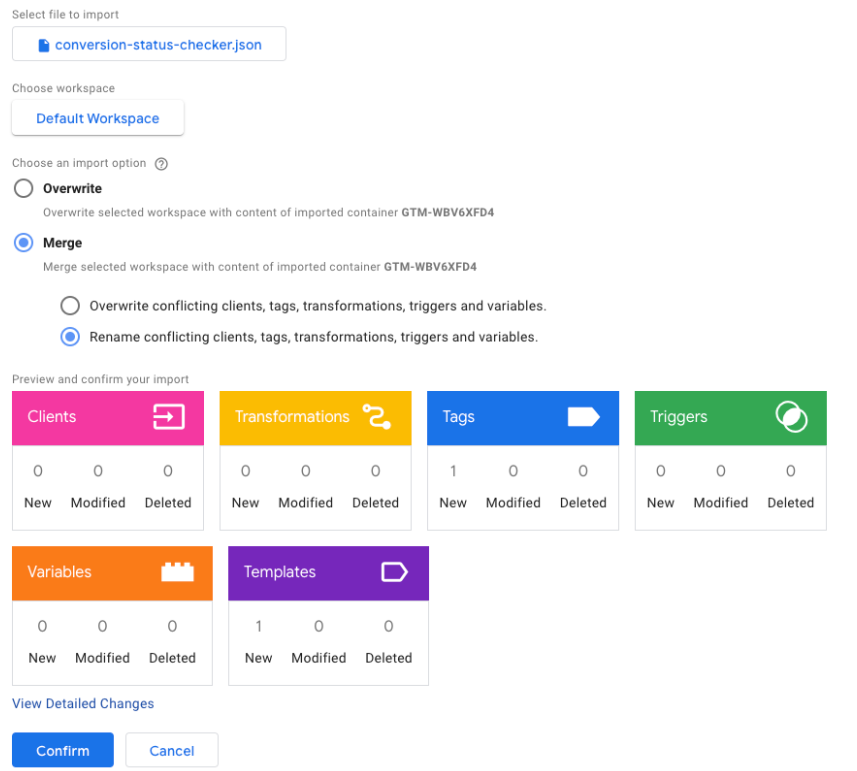 Select file to import
conversion-status-checker.json
Choose workspace
Default Workspace
Choose an import option ?
Overwrite
Overwrite selected workspace with content of imported container GTM-WBV6XFD4
Merge
Merge selected workspace with content of imported container GTM-WBV6XFD4
Overwrite conflicting clients, tags, transformations, triggers and variables.
Rename conflicting clients, tags, transformations, triggers and variables.
Preview and confirm your import
Clients
0 0 0
New Modified Deleted
Transformations
0 0 0
New Modified Deleted
Tags
1 0 0
New Modified Deleted
Triggers
0 0 0
New Modified Deleted
Variables
0 0 0
New Modified Deleted
Templates
1 0 0
New Modified Deleted
View Detailed Changes
Confirm Cancel